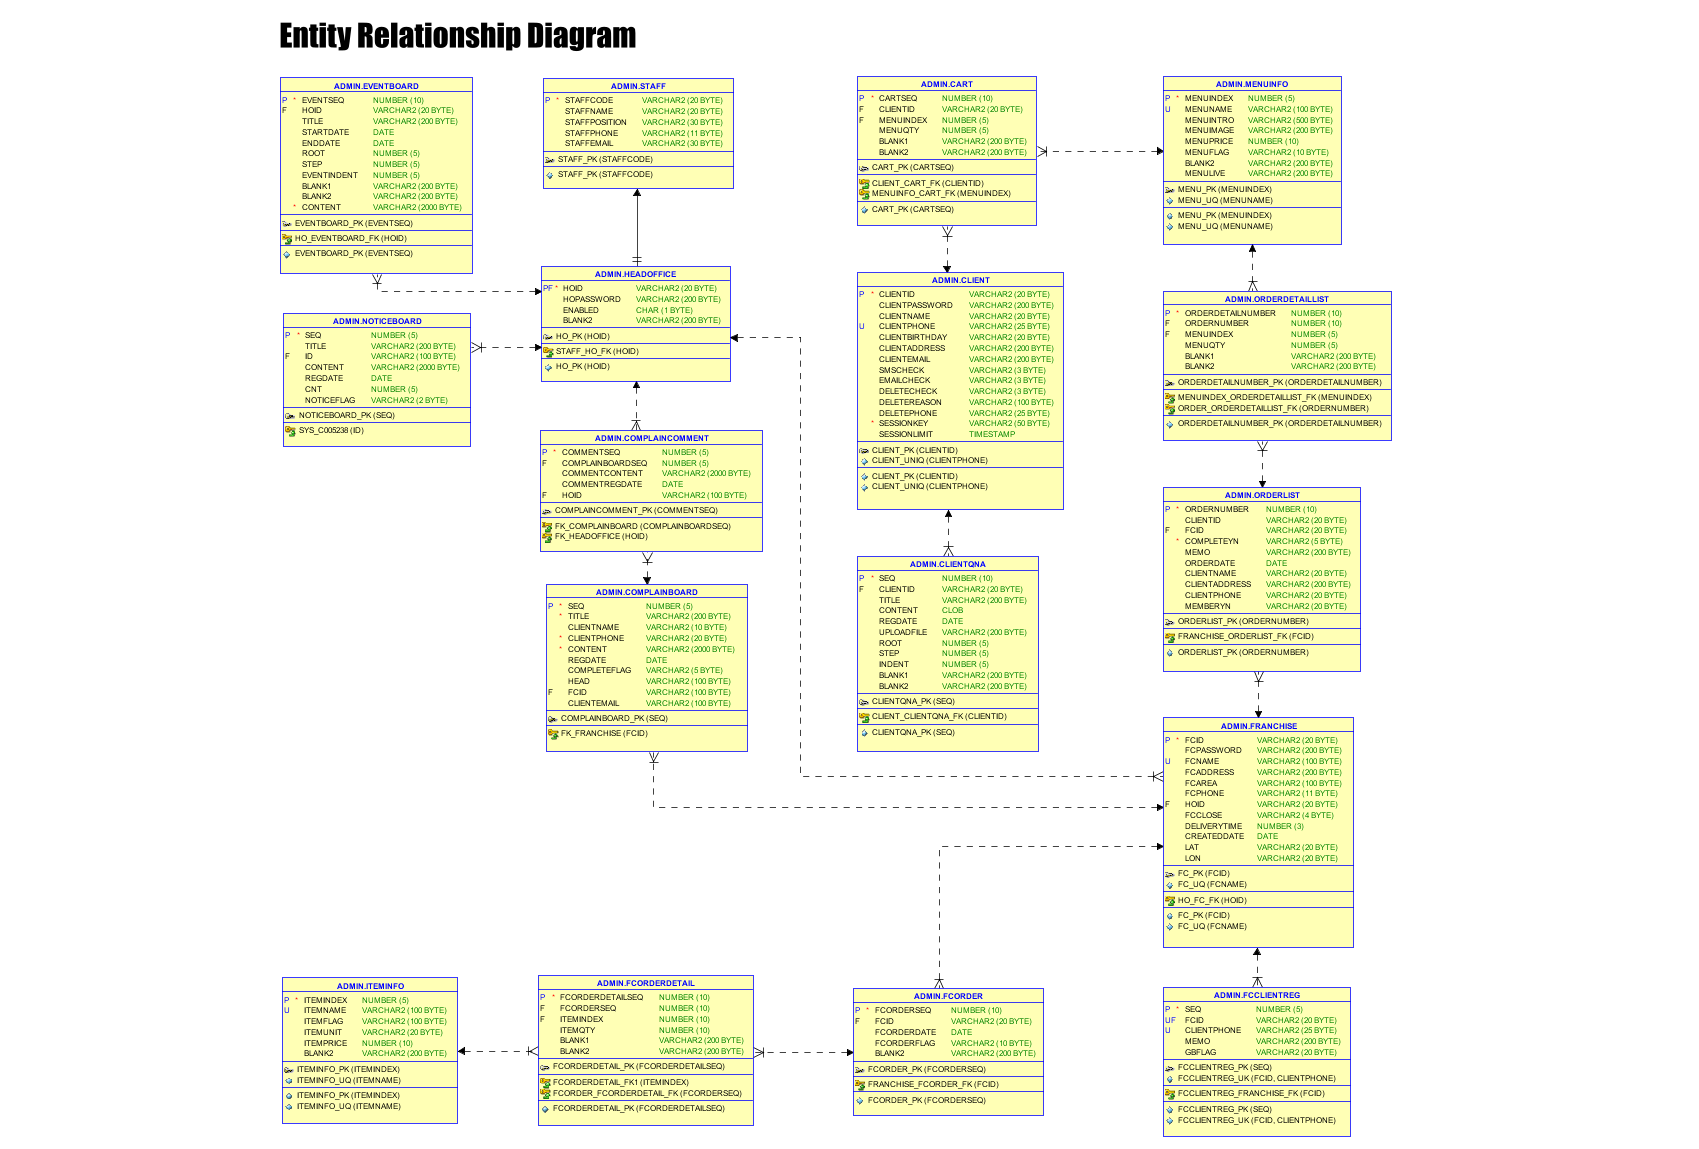 Entity Relationship Diagram
ADMIN.EVENTBOARD
P * EVENTSEQ NUMBER (10)
F HOID VARCHAR2 (20 BYTE)
TITLE VARCHAR2 (200 BYTE)
STARTDATE DATE
ENDDATE DATE
ROOT NUMBER (5)
STEP NUMBER (5)
EVENTINDENT NUMBER (5)
BLANK1 VARCHAR2 (200 BYTE)
BLANK2 VARCHAR2 (200 BYTE)
* CONTENT VARCHAR2 (2000 BYTE)
EVENTBOARD_PK (EVENTSEQ)
HO_EVENTBOARD_FK (HOID)
EVENTBOARD_PK (EVENTSEQ)
ADMIN.STAFF
P * STAFFCODE VARCHAR2 (20 BYTE)
STAFFNAME VARCHAR2 (20 BYTE)
STAFFPOSITION VARCHAR2 (30 BYTE)
STAFFPHONE VARCHAR2 (11 BYTE)
STAFFEMAIL VARCHAR2 (30 BYTE)
STAFF_PK (STAFFCODE)
STAFF_PK (STAFFCODE)
ADMIN.CART
P * CARTSEQ NUMBER (10)
F CLIENTID VARCHAR2 (20 BYTE)
F MENUINDEX NUMBER (5)
MENUQTY NUMBER (5)
BLANK1 VARCHAR2 (200 BYTE)
BLANK2 VARCHAR2 (200 BYTE)
CART_PK (CARTSEQ)
CLIENT_CART_FK (CLIENTID)
MENUINFO_CART_FK (MENUINDEX)
CART_PK (CARTSEQ)
ADMIN.MENUINFO
P * MENUINDEX NUMBER (5)
U MENUNAME VARCHAR2 (100 BYTE)
MENUINTRO VARCHAR2 (500 BYTE)
MENUIMAGE VARCHAR2 (200 BYTE)
MENUPRICE NUMBER (10)
MENUFLAG VARCHAR2 (10 BYTE)
BLANK2 VARCHAR2 (200 BYTE)
MENULIVE VARCHAR2 (200 BYTE)
MENU_PK (MENUINDEX)
MENU_UQ (MENUNAME)
MENU_PK (MENUINDEX)
MENU_UQ (MENUNAME)
ADMIN.NOTICEBOARD
P * SEQ NUMBER (5)
TITLE VARCHAR2 (200 BYTE)
F ID VARCHAR2 (100 BYTE)
CONTENT VARCHAR2 (2000 BYTE)
REGDATE DATE
CNT NUMBER (5)
NOTICEFLAG VARCHAR2 (2 BYTE)
NOTICEBOARD_PK (SEQ)
SYS_C005238 (ID)
ADMIN.HEADOFFICE
PF * HOID VARCHAR2 (20 BYTE)
HOPASSWORD VARCHAR2 (200 BYTE)
ENABLED CHAR (1 BYTE)
BLANK2 VARCHAR2 (200 BYTE)
HO_PK (HOID)
STAFF_HO_FK (HOID)
HO_PK (HOID)
ADMIN.CLIENT
P * CLIENTID VARCHAR2 (20 BYTE)
CLIENTPASSWORD VARCHAR2 (200 BYTE)
CLIENTNAME VARCHAR2 (20 BYTE)
U CLIENTPHONE VARCHAR2 (25 BYTE)
CLIENTBIRTHDAY VARCHAR2 (20 BYTE)
CLIENTADDRESS VARCHAR2 (200 BYTE)
CLIENTEMAIL VARCHAR2 (200 BYTE)
SMSCHECK VARCHAR2 (3 BYTE)
EMAILCHECK VARCHAR2 (3 BYTE)
DELETECHECK VARCHAR2 (3 BYTE)
DELETEREASON VARCHAR2 (100 BYTE)
DELETEPHONE VARCHAR2 (25 BYTE)
* SESSIONKEY VARCHAR2 (50 BYTE)
SESSIONLIMIT TIMESTAMP
CLIENT_PK (CLIENTID)
CLIENT_UNIQ (CLIENTPHONE)
CLIENT_PK (CLIENTID)
CLIENT_UNIQ (CLIENTPHONE)
ADMIN.ORDERDETAILLIST
P * ORDERDETAILNUMBER NUMBER (10)
F ORDERNUMBER NUMBER (10)
F MENUINDEX NUMBER (5)
MENUQTY NUMBER (5)
BLANK1 VARCHAR2 (200 BYTE)
BLANK2 VARCHAR2 (200 BYTE)
ORDERDETAILNUMBER_PK (ORDERDETAILNUMBER)
MENUINDEX_ORDERDETAILLIST_FK (MENUINDEX)
ORDER_ORDERDETAILLIST_FK (ORDERNUMBER)
ORDERDETAILNUMBER_PK (ORDERDETAILNUMBER)
ADMIN.COMPLAINCOMMENT
P * COMMENTSEQ NUMBER (5)
F COMPLAINBOARDSEQ NUMBER (5)
COMMENTCONTENT VARCHAR2 (2000 BYTE)
COMMENTREGDATE DATE
F HOID VARCHAR2 (100 BYTE)
COMPLAINCOMMENT_PK (COMMENTSEQ)
FK_COMPLAINBOARD (COMPLAINBOARDSEQ)
FK_HEADOFFICE (HOID)
ADMIN.ORDERLIST
P * ORDERNUMBER NUMBER (10)
CLIENTID VARCHAR2 (20 BYTE)
F FCID VARCHAR2 (20 BYTE)
* COMPLETEYN VARCHAR2 (5 BYTE)
MEMO VARCHAR2 (200 BYTE)
ORDERDATE DATE
CLIENTNAME VARCHAR2 (20 BYTE)
CLIENTADDRESS VARCHAR2 (200 BYTE)
CLIENTPHONE VARCHAR2 (20 BYTE)
MEMBERYN VARCHAR2 (20 BYTE)
ORDERLIST_PK (ORDERNUMBER)
FRANCHISE_ORDERLIST_FK (FCID)
ORDERLIST_PK (ORDERNUMBER)
ADMIN.COMPLAINBOARD
P * SEQ NUMBER (5)
* TITLE VARCHAR2 (200 BYTE)
CLIENTNAME VARCHAR2 (10 BYTE)
* CLIENTPHONE VARCHAR2 (20 BYTE)
* CONTENT VARCHAR2 (2000 BYTE)
REGDATE DATE
COMPLETEFLAG VARCHAR2 (5 BYTE)
HEAD VARCHAR2 (100 BYTE)
F FCID VARCHAR2 (100 BYTE)
CLIENTEMAIL VARCHAR2 (100 BYTE)
COMPLAINBOARD_PK (SEQ)
FK_FRANCHISE (FCID)
ADMIN.CLIENTQNA
P * SEQ NUMBER (10)
F CLIENTID VARCHAR2 (20 BYTE)
TITLE VARCHAR2 (200 BYTE)
CONTENT CLOB
REGDATE DATE
UPLOADFILE VARCHAR2 (200 BYTE)
ROOT NUMBER (5)
STEP NUMBER (5)
INDENT NUMBER (5)
BLANK1 VARCHAR2 (200 BYTE)
BLANK2 VARCHAR2 (200 BYTE)
CLIENTQNA_PK (SEQ)
CLIENT_CLIENTQNA_FK (CLIENTID)
CLIENTQNA_PK (SEQ)
ADMIN.FRANCHISE
P * FCID VARCHAR2 (20 BYTE)
FCPASSWORD VARCHAR2 (200 BYTE)
U FCNAME VARCHAR2 (100 BYTE)
FCADDRESS VARCHAR2 (200 BYTE)
FCAREA VARCHAR2 (100 BYTE)
FCPHONE VARCHAR2 (11 BYTE)
F HOID VARCHAR2 (20 BYTE)
FCCLOSE VARCHAR2 (4 BYTE)
DELIVERYTIME NUMBER (3)
CREATEDDATE DATE
LAT VARCHAR2 (20 BYTE)
LON VARCHAR2 (20 BYTE)
FC_PK (FCID)
FC_UQ (FCNAME)
HO_FC_FK (HOID)
FC_PK (FCID)
FC_UQ (FCNAME)
ADMIN.ITEMINFO
P * ITEMINDEX NUMBER (5)
U ITEMNAME VARCHAR2 (100 BYTE)
ITEMFLAG VARCHAR2 (100 BYTE)
ITEMUNIT VARCHAR2 (20 BYTE)
ITEMPRICE NUMBER (10)
BLANK2 VARCHAR2 (200 BYTE)
ITEMINFO_PK (ITEMINDEX)
ITEMINFO_UQ (ITEMNAME)
ITEMINFO_PK (ITEMINDEX)
ITEMINFO_UQ (ITEMNAME)
ADMIN.FCORDERDETAIL
P * FCORDERDETAILSEQ NUMBER (10)
F FCORDERSEQ NUMBER (10)
F ITEMINDEX NUMBER (10)
ITEMQTY NUMBER (10)
BLANK1 VARCHAR2 (200 BYTE)
BLANK2 VARCHAR2 (200 BYTE)
FCORDERDETAIL_PK (FCORDERDETAILSEQ)
FCORDERDETAIL_FK1 (ITEMINDEX)
FCORDER_FCORDERDETAIL_FK (FCORDERSEQ)
FCORDERDETAIL_PK (FCORDERDETAILSEQ)
ADMIN.FCORDER
P * FCORDERSEQ NUMBER (10)
F FCID VARCHAR2 (20 BYTE)
FCORDERDATE DATE
FCORDERFLAG VARCHAR2 (10 BYTE)
BLANK2 VARCHAR2 (200 BYTE)
FCORDER_PK (FCORDERSEQ)
FRANCHISE_FCORDER_FK (FCID)
FCORDER_PK (FCORDERSEQ)
ADMIN.FCCLIENTREG
P * SEQ NUMBER (5)
UF FCID VARCHAR2 (20 BYTE)
U CLIENTPHONE VARCHAR2 (25 BYTE)
MEMO VARCHAR2 (200 BYTE)
GBFLAG VARCHAR2 (20 BYTE)
FCCLIENTREG_PK (SEQ)
FCCLIENTREG_UK (FCID, CLIENTPHONE)
FCCLIENTREG_FRANCHISE_FK (FCID)
FCCLIENTREG_PK (SEQ)
FCCLIENTREG_UK (FCID, CLIENTPHONE)